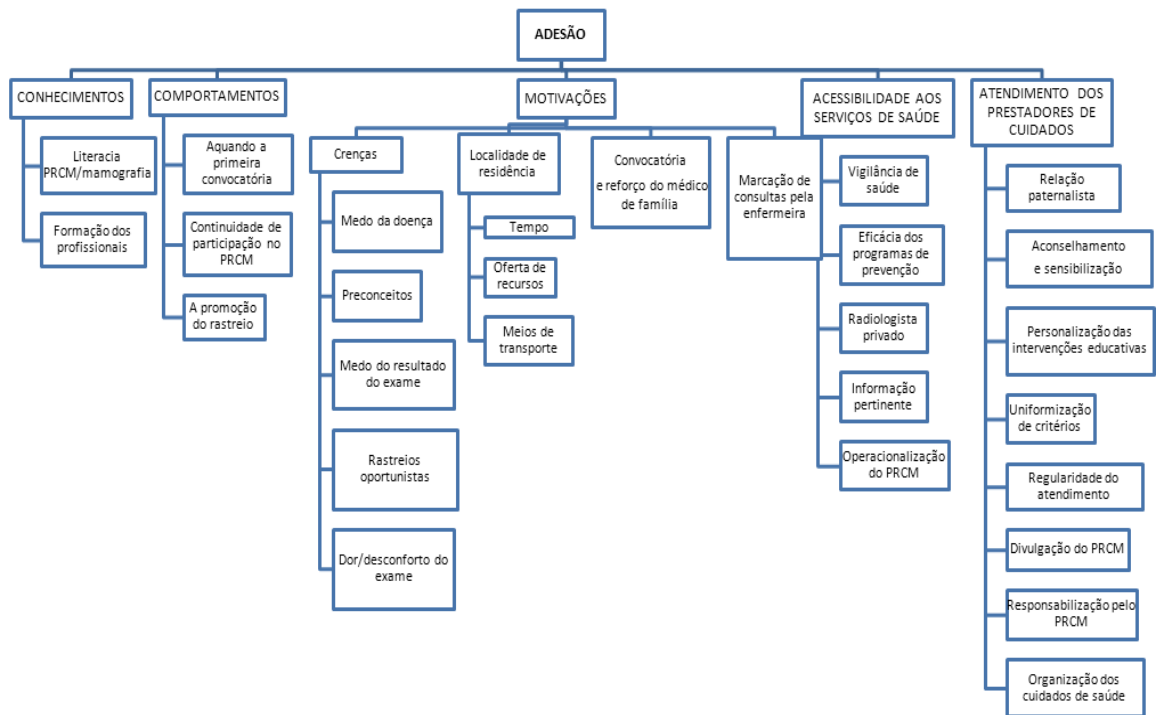 ADESÃO
CONHECIMENTOS
Literacia
PRCM/mamografia
Formação dos
profissionais
COMPORTAMENTOS
Aquando a
primeira
convocatória
Continuidade de
participação no
PRCM
A promoção
do rastreio
MOTIVAÇÕES
Crenças
Medo da doença
Preconceitos
Medo do resultado
do exame
Rastreios
oportunistas
Dor/desconforto do
exame
Localidade de
residência
Tempo
Oferta de
recursos
Meios de
transporte
Convocatória
e reforço do médico
de família
Marcação de
consultas pela
enfermeira
ACESSIBILIDADE AOS
SERVIÇOS DE SAÚDE
Vigilância de
saúde
Eficácia dos
programas de
prevenção
Radiologista
privado
Informação
pertinente
Operacionalização
do PRCM
ATENDIMENTO DOS
PRESTADORES DE
CUIDADOS
Relação
paternalista
Aconselhamento
e sensibilização
Personalização das
intervenções educativas
Uniformização
de critérios
Regularidade do
atendimento
Divulgação do PRCM
Responsabilização pelo
PRCM
Organização dos
cuidados de saúde